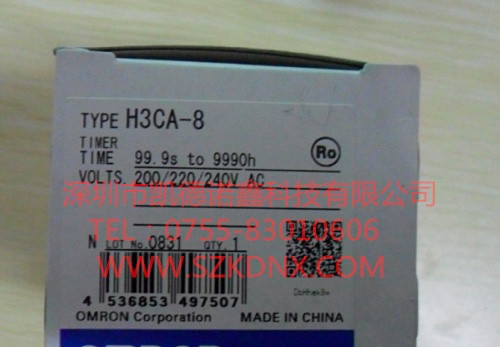 TYPE H3CA-8
TIMER
TIME 99.9s to 9990h
VOLTS. 200/220/240V AC
Ro
深圳市凯德诺鑫科技有限公司
TEL:0755-83010606
N LOT No. 0831 QTY. 1
WWW.SZKDNX.COM
4 536853 497507
OMRON Corporation MADE IN CHINA